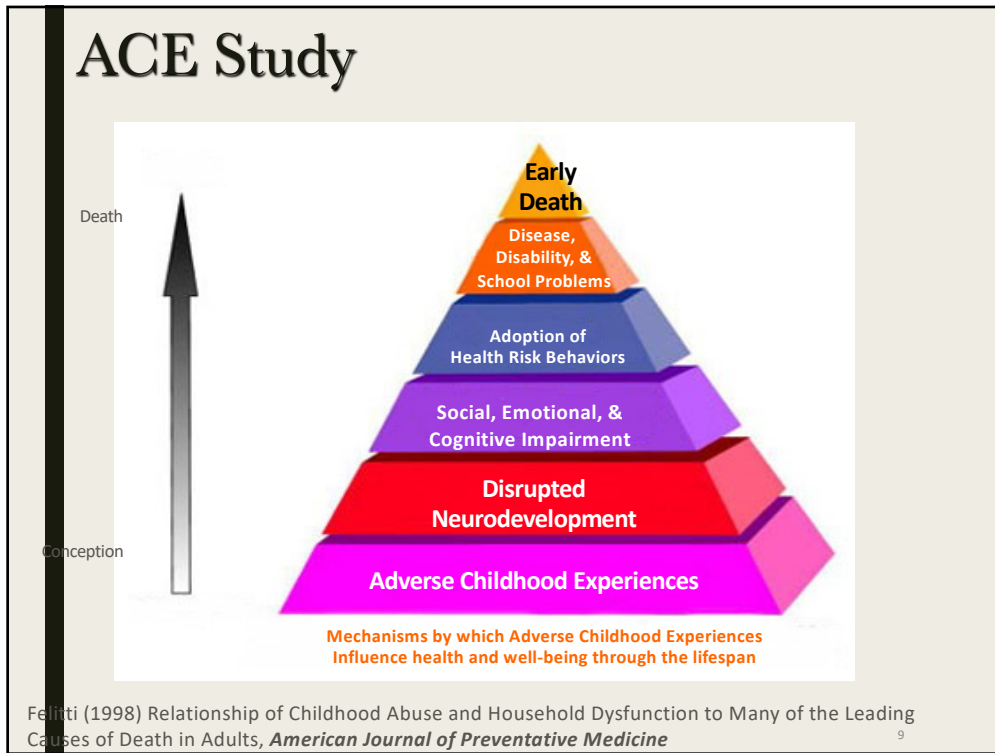 ACE Study
Death
Early
Death
Disease,
Disability, &
School Problems
Adoption of
Health Risk Behaviors
Social, Emotional, &
Cognitive Impairment
Disrupted
Neurodevelopment
Conception
Adverse Childhood Experiences
Mechanisms by which Adverse Childhood Experiences
Influence health and well-being through the lifespan
Felitti (1998) Relationship of Childhood Abuse and Household Dysfunction to Many of the Leading
Causes of Death in Adults, American Journal of Preventative Medicine
9